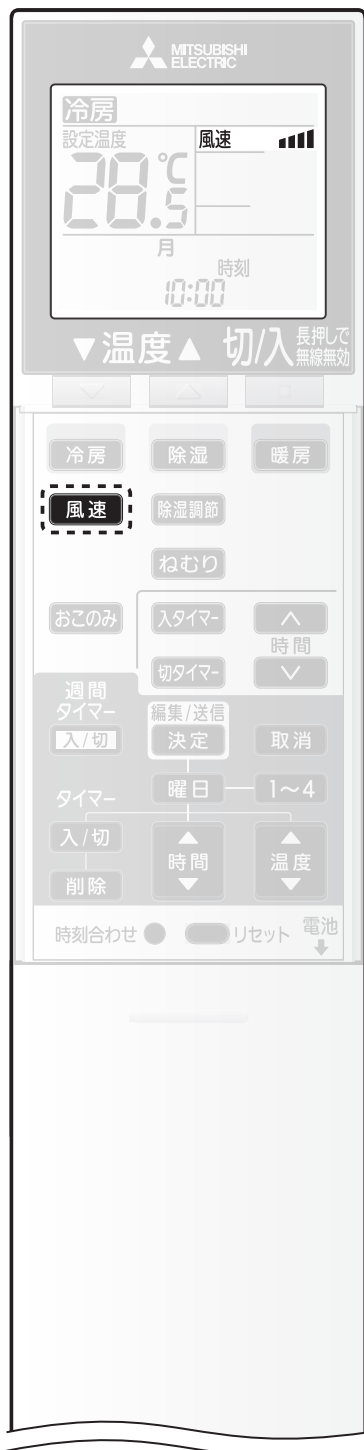 MITSUBISHI
ELECTRIC
冷房
設定温度 風速
28.5℃
月
時刻
10:00
▼温度▲ 切/入 長押しで
無線無効
冷房 除湿 暖房
風速 除湿調節
ねむり
おこのみ 入タイマー
時間
切タイマー
週間
タイマー
入/切
編集/送信
決定 取消
曜日 1~4
タイマー
入/切
時間 温度
削除
時刻合わせ リセット 電池